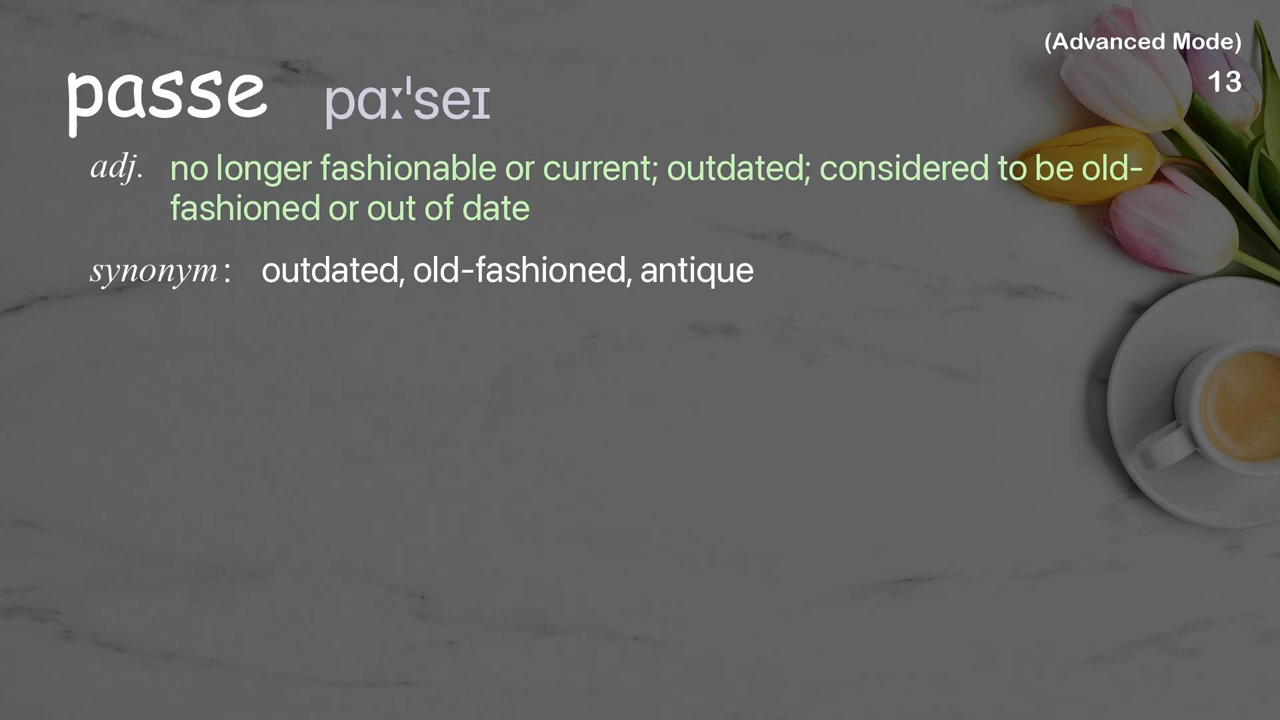 (Advanced Mode)
13
passe pɑːˈseɪ
adj. no longer fashionable or current; outdated; considered to be old-
fashioned or out of date
synonym: outdated, old-fashioned, antique